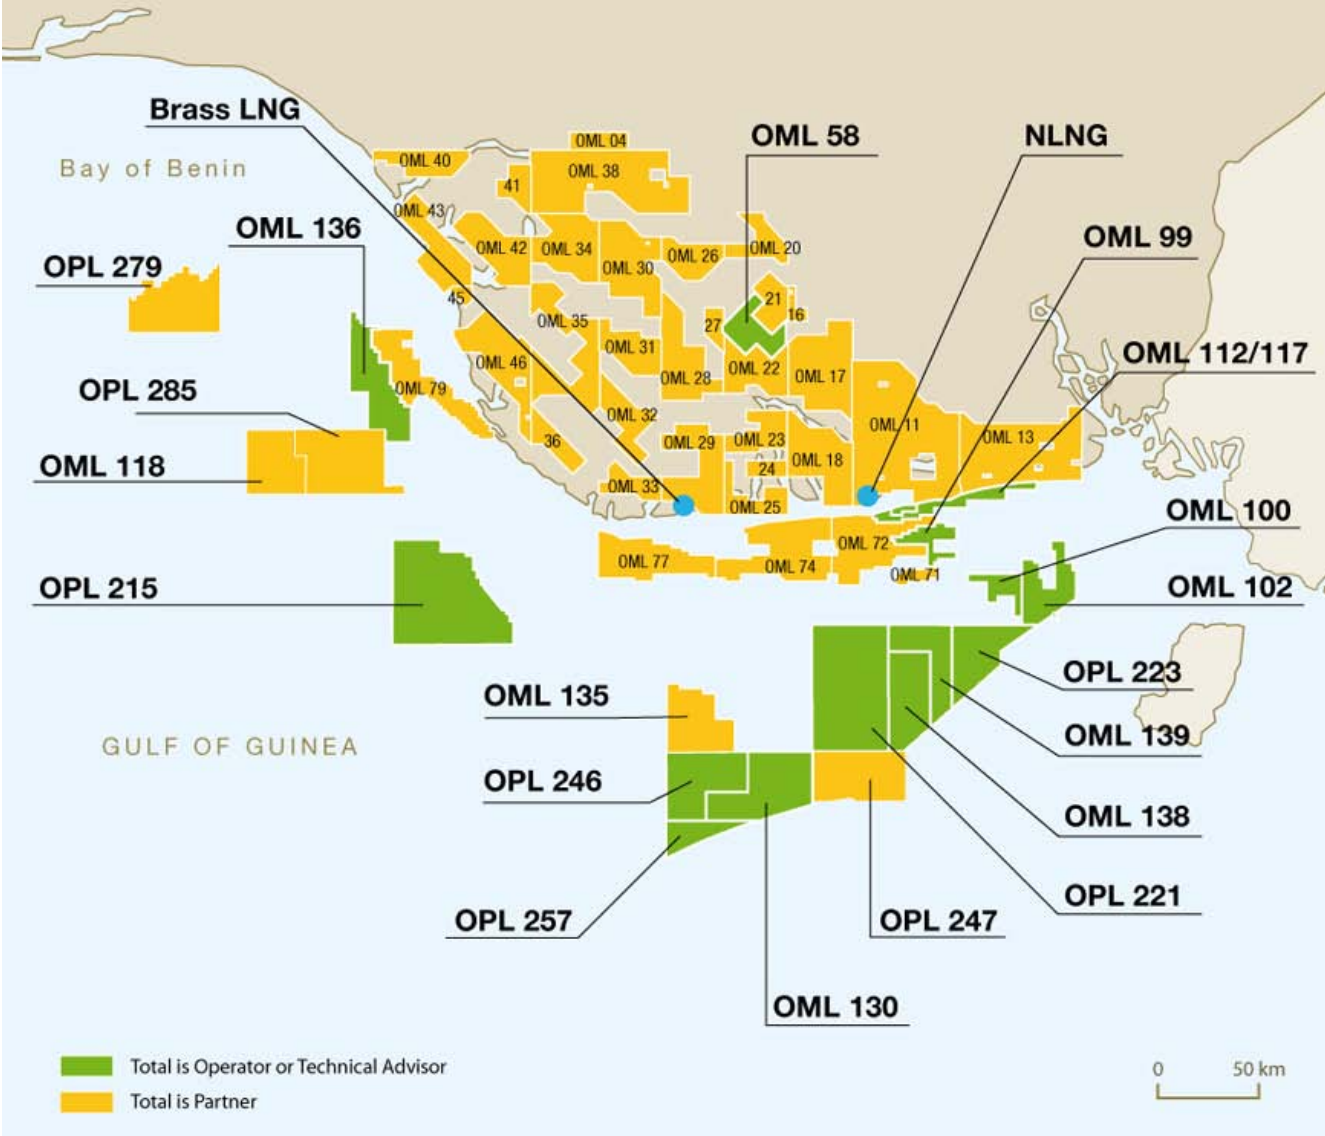 Brass LNG
OML 58
NLNG
OML 04
OML 40
OML 38
Bay of Benin
41
OML 43
OML 136
OML 99
OML 42
OML 34
OML 20
OML 26
OPL 279
OML 30
45
21
16
OML 35
27
OML 31
OML 112/117
OML 46
OML 22
OML 28
OML 17
OPL 285
OML 79
OML 32
OML 11
OML 13
36
OML 29
OML 23
OML 18
24
OML 118
OML 33
OML 25
OML 100
OML 72
OML 77
OML 74
OML 71
OPL 215
OML 102
OPL 223
OML 135
OML 139
GULF OF GUINEA
OPL 246
OML 138
OPL 221
OPL 257
OPL 247
OML 130
Total is Operator or Technical Advisor
Total is Partner
0 50 km